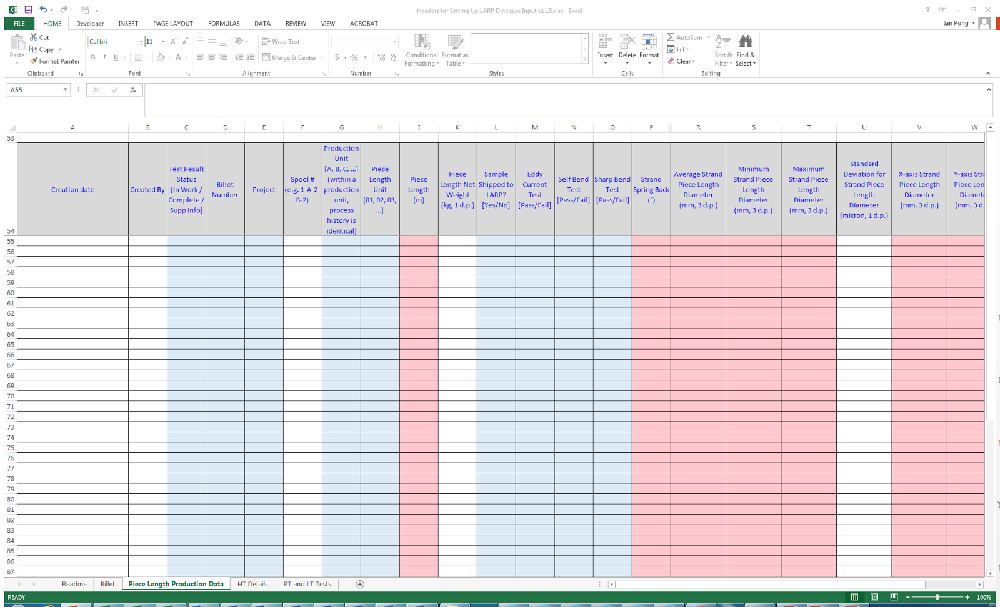 Headers for Setting Up LARP Database Input v1.15.xlsx - Excel
FILE HOME Developer INSERT PAGE LAYOUT FORMULAS DATA REVIEW VIEW ACROBAT
Ian Pong
Paste
Cut
Copy
Format Painter
Clipboard
Calibri 11
B I U
Font
Wrap Text
Merge & Center
Alignment
$ % ,
Number
Conditional
Formatting
Format as
Table
Styles
Insert
Delete
Format
Cells
AutoSum
Fill
Clear
Sort &
Filter
Find &
Select
Editing
A55
fx
A B C D E F G H I K L M N O P R S T U V W
53
54
Creation date
Created By
Test Result
Status
[In Work /
Complete /
Supp Info]
Billet
Number
Project
Spool #
(e.g. 1-A-2-
B-2)
Production
Unit
[A, B, C, ...]
(within a
production
unit,
process
history is
identical)
Piece
Length
Unit
[01, 02, 03,
...]
Piece
Length
(m)
Piece
Length Net
Weight
(kg, 1 d.p.)
Sample
Shipped to
LARP?
[Yes/No]
Eddy
Current
Test
[Pass/Fail]
Self Bend
Test
[Pass/Fail]
Sharp Bend
Test
[Pass/Fail]
Strand
Spring Back
(°)
Average Strand
Piece Length
Diameter
(mm, 3 d.p.)
Minimum
Strand Piece
Length
Diameter
(mm, 3 d.p.)
Maximum
Strand Piece
Length
Diameter
(mm, 3 d.p.)
Standard
Deviation for
Strand Piece
Length
Diameter
(micron, 1 d.p.)
X-axis Strand
Piece Length
Diameter
(mm, 3 d.p.)
Y-axis Stra
Piece Len
Diamete
(mm, 3 d.
55
56
57
58
59
60
61
62
63
64
65
66
67
68
69
70
71
72
73
74
75
76
77
78
79
80
81
82
83
84
85
86
87
Readme Billet Piece Length Production Data HT Details RT and LT Tests
READY
100%